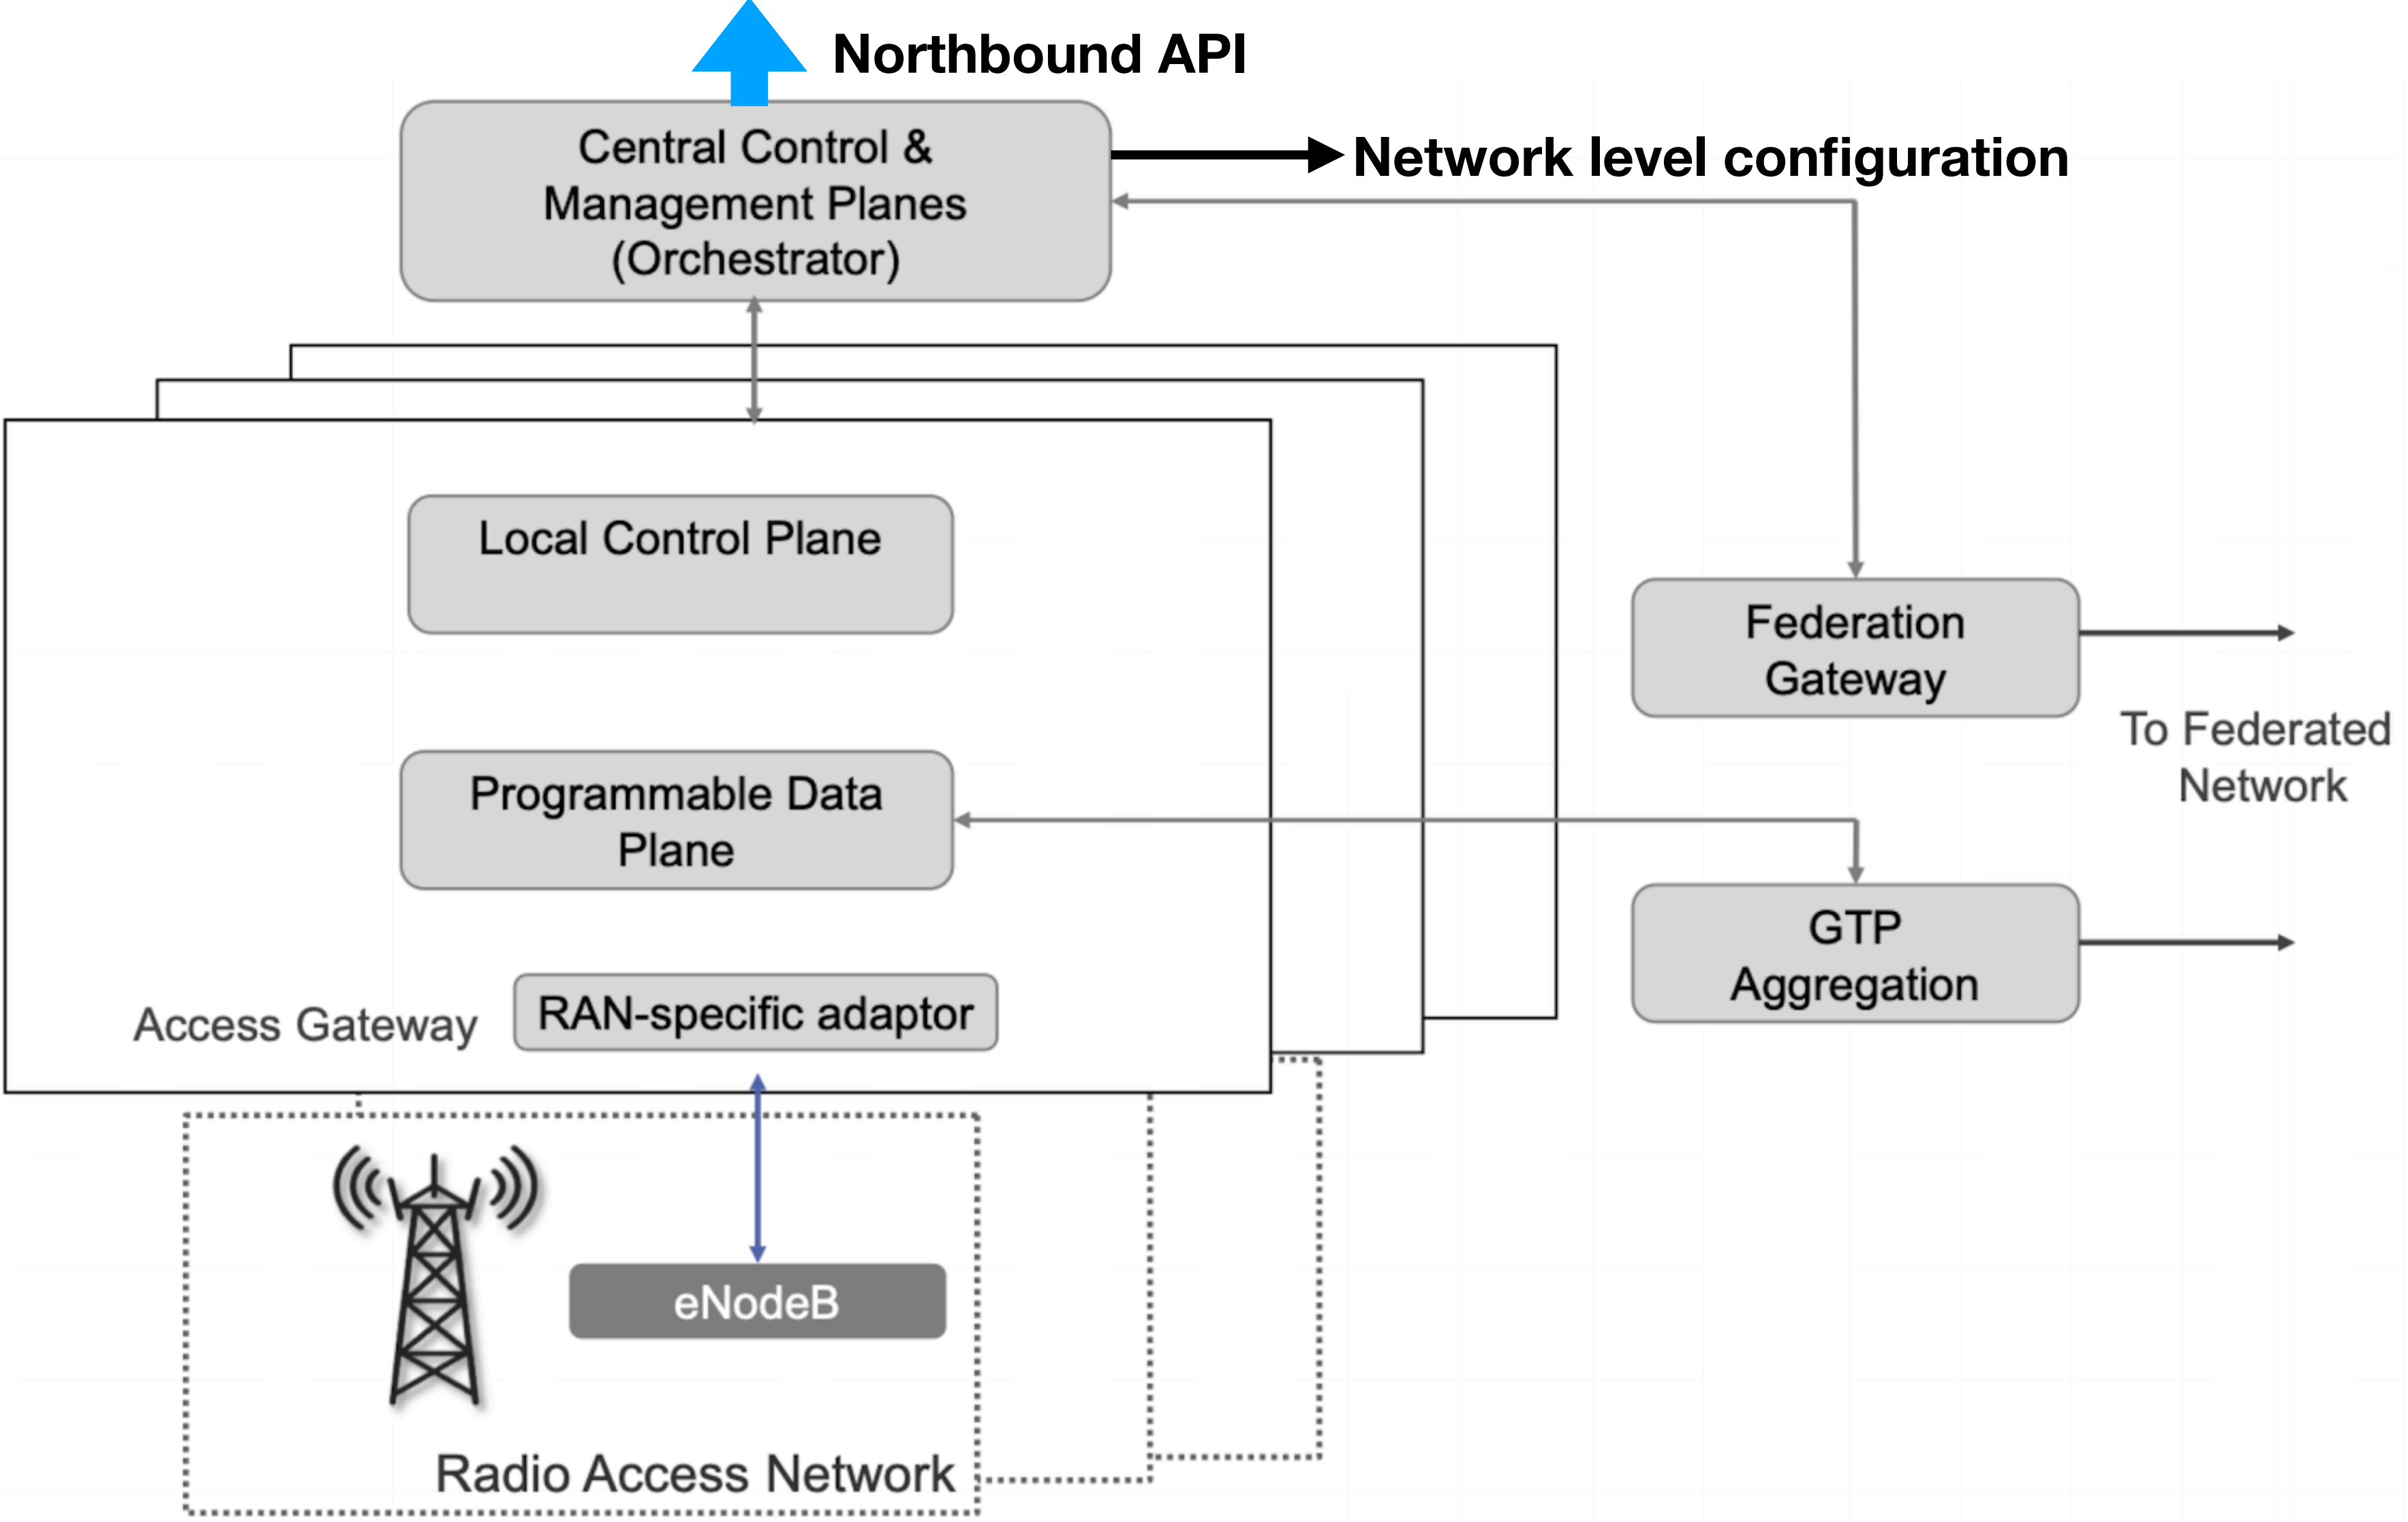 Northbound API
Central Control &
Management Planes
(Orchestrator)
Network level configuration
Local Control Plane
Federation
Gateway
To Federated
Network
Programmable Data
Plane
GTP
Aggregation
Access Gateway
RAN-specific adaptor
eNodeB
Radio Access Network